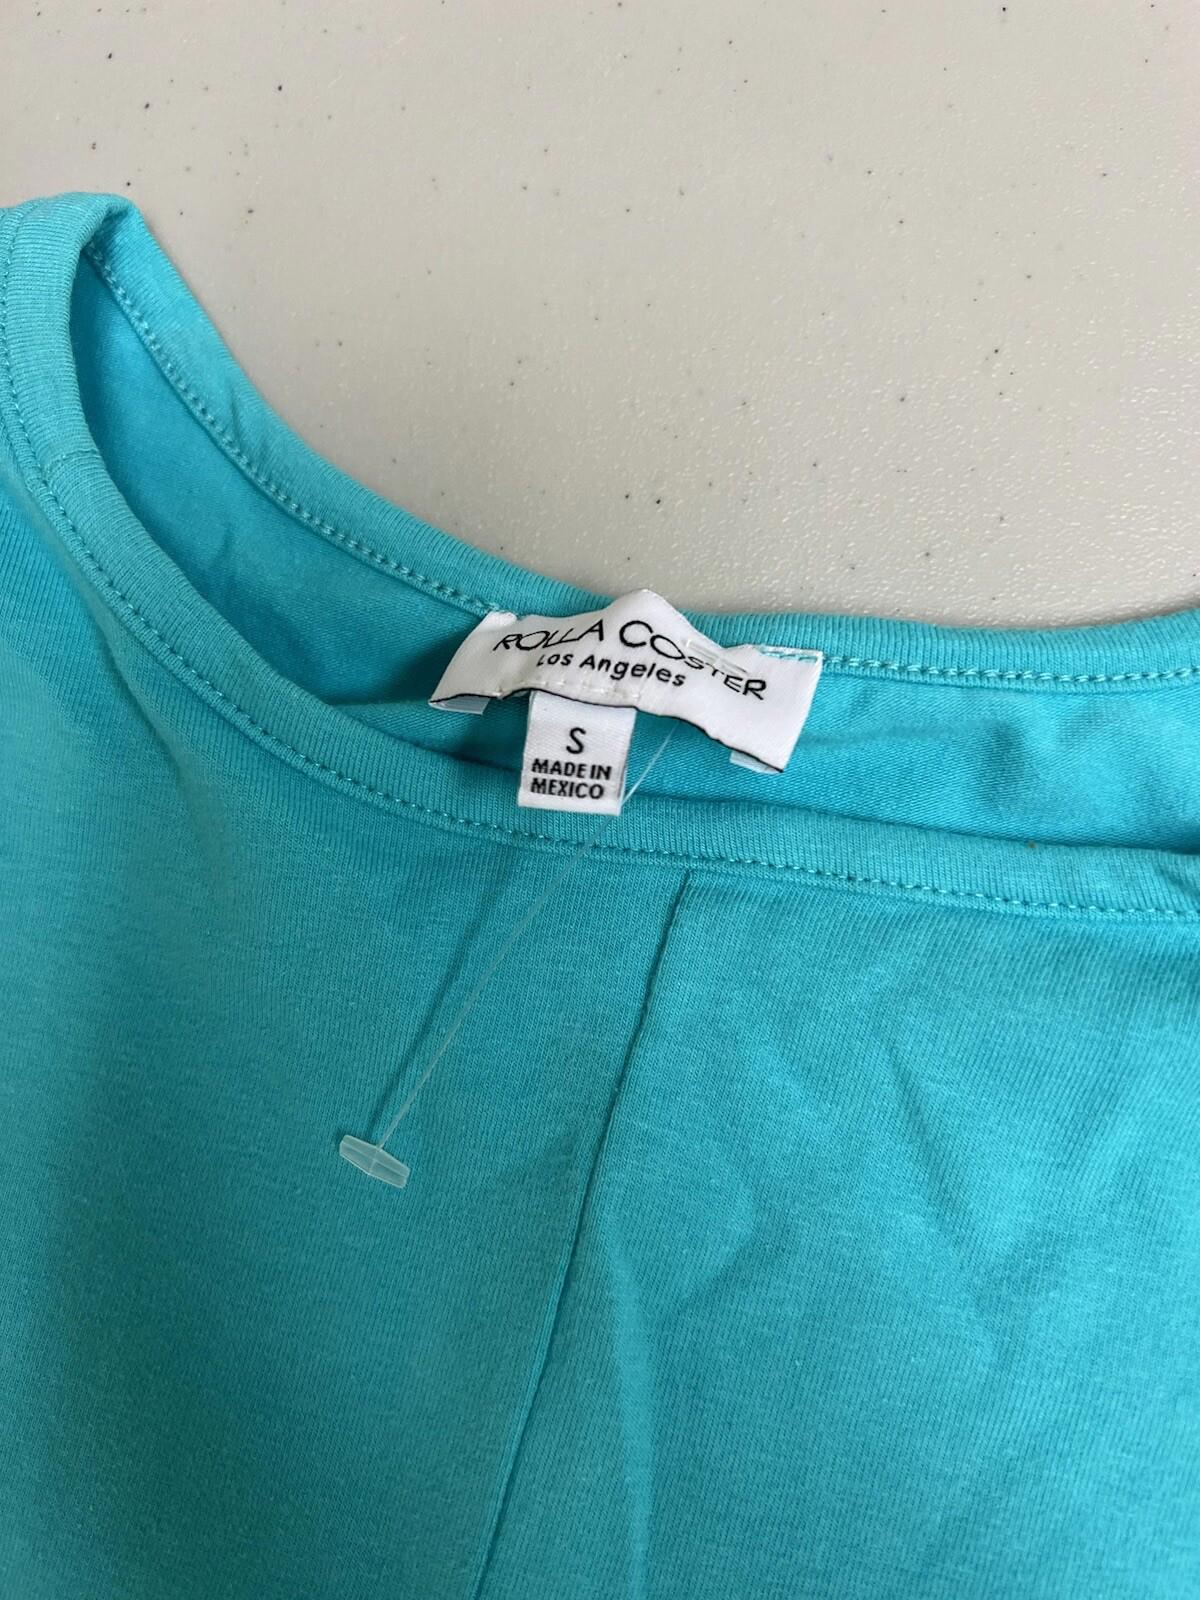 ROLLA COSTER
Los Angeles
S
MADE IN
MEXICO